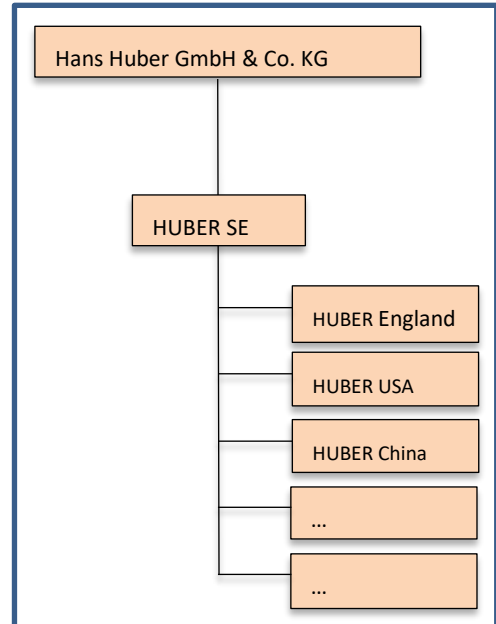 Hans Huber GmbH & Co. KG
HUBER SE
HUBER England
HUBER USA
HUBER China
...
...